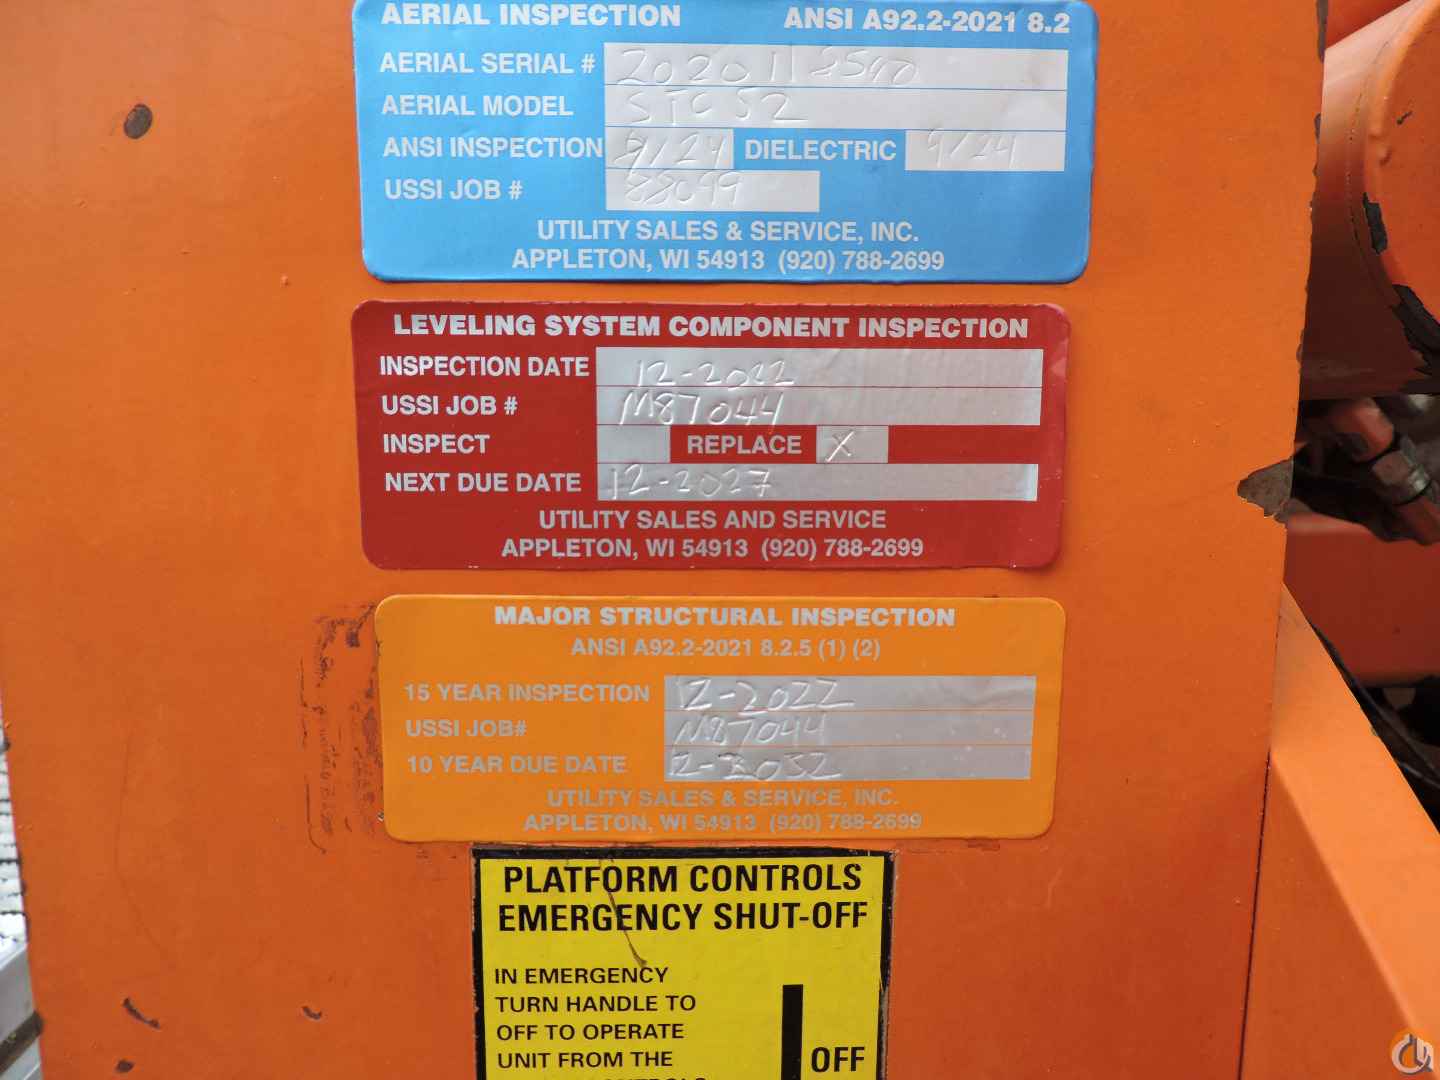 AERIAL INSPECTION ANSI A92.2-2021 8.2
AERIAL SERIAL #
AERIAL MODEL STC 52
ANSI INSPECTION 9/24 DIELECTRIC 9/24
USSI JOB #
UTILITY SALES & SERVICE, INC.
APPLETON, WI 54913 (920) 788-2699
LEVELING SYSTEM COMPONENT INSPECTION
INSPECTION DATE 12-2022
USSI JOB # M87044
INSPECT REPLACE X
NEXT DUE DATE 12-2027
UTILITY SALES AND SERVICE
APPLETON, WI 54913 (920) 788-2699
MAJOR STRUCTURAL INSPECTION
ANSI A92.2-2021 8.2.5 (1) (2)
15 YEAR INSPECTION 12-2022
USSI JOB# M87044
10 YEAR DUE DATE 12-2032
UTILITY SALES & SERVICE, INC.
APPLETON, WI 54913 (920) 788-2699
PLATFORM CONTROLS
EMERGENCY SHUT-OFF
IN EMERGENCY
TURN HANDLE TO
OFF TO OPERATE
UNIT FROM THE
OFF